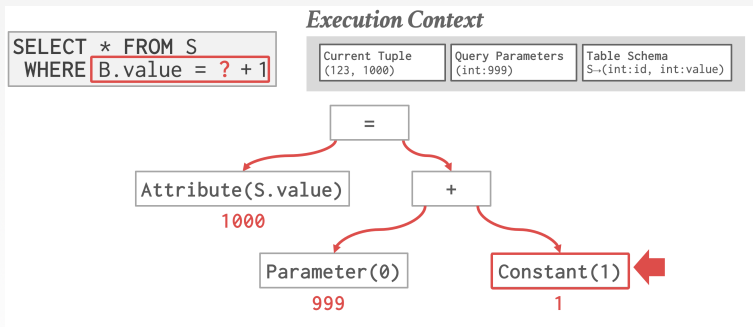 Execution Context
SELECT * FROM S
WHERE B.value = ? + 1
Current Tuple
(123, 1000)
Query Parameters
(int:999)
Table Schema
S→(int:id, int:value)
=
Attribute(S.value)
1000
+
Parameter(0)
999
Constant(1)
1